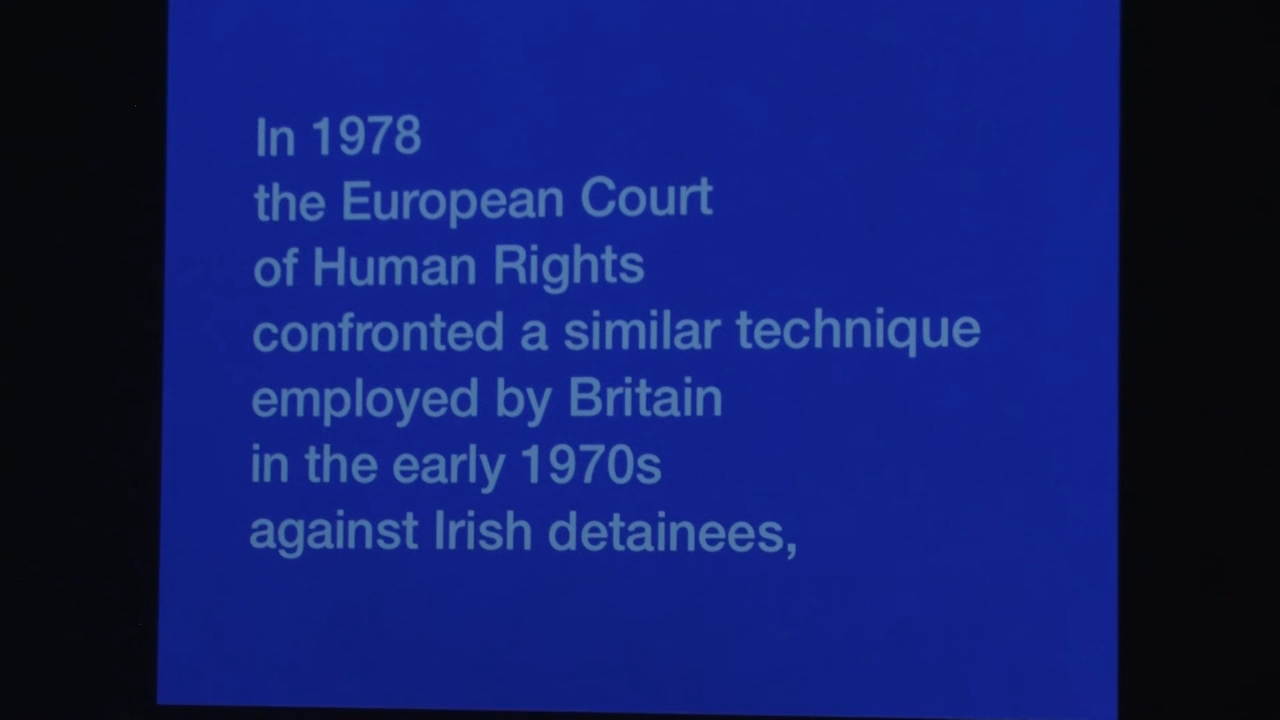 In 1978
the European Court
of Human Rights
confronted a similar technique
employed by Britain
in the early 1970s
against Irish detainees,